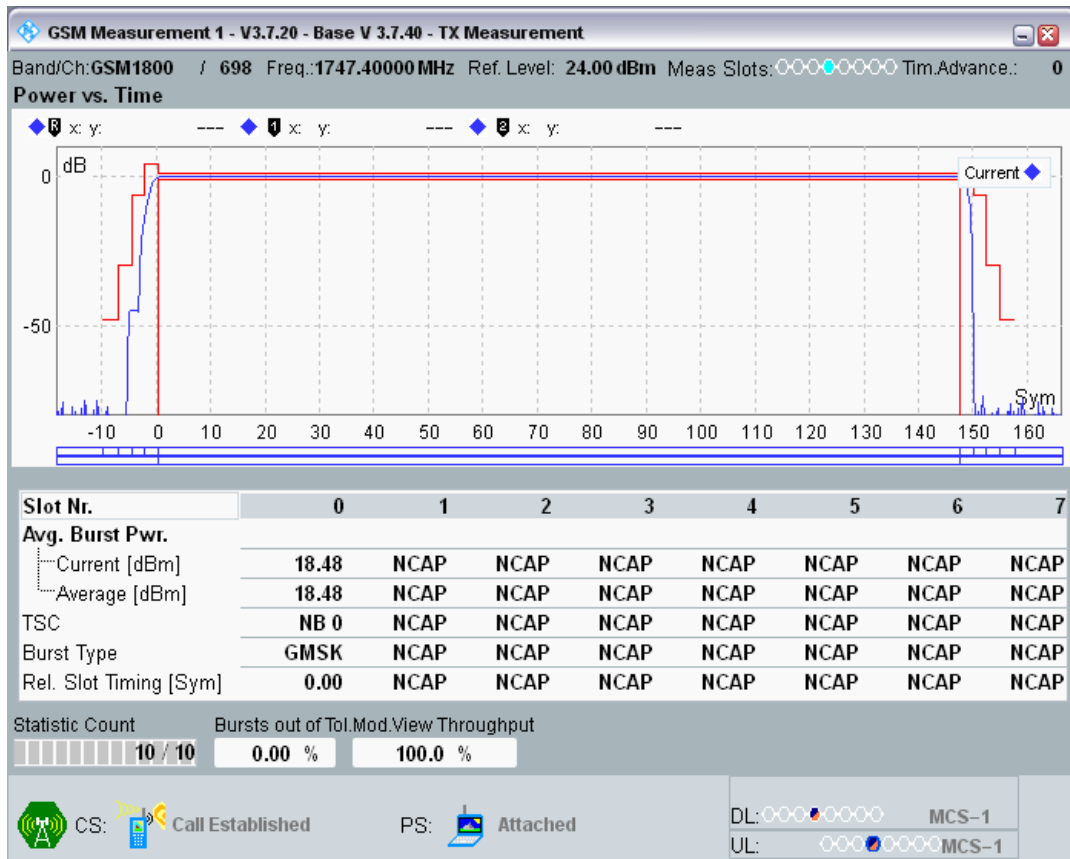 GSM Measurement 1 - V3.7.20 - Base V 3.7.40 - TX Measurement
Band/Ch:GSM1800 / 698 Freq.:1747.40000 MHz Ref. Level: 24.00 dBm Meas Slots: Tim.Advance.: 0
Power vs. Time
R x: y: --- 1 x: y: --- 2 x: y: ---
dB
Current
0
-50
Sym
-10 0 10 20 30 40 50 60 70 80 90 100 110 120 130 140 150 160
Slot Nr. 0 1 2 3 4 5 6 7
Avg. Burst Pwr.
Current [dBm] 18.48 NCAP NCAP NCAP NCAP NCAP NCAP NCAP
Average [dBm] 18.48 NCAP NCAP NCAP NCAP NCAP NCAP NCAP
TSC NB 0 NCAP NCAP NCAP NCAP NCAP NCAP NCAP
Burst Type GMSK NCAP NCAP NCAP NCAP NCAP NCAP NCAP
Rel. Slot Timing [Sym] 0.00 NCAP NCAP NCAP NCAP NCAP NCAP NCAP
Statistic Count Bursts out of Tol.Mod.View Throughput
10 / 10 0.00 % 100.0 %
CS: Call Established PS: Attached DL: MCS-1
UL: MCS-1